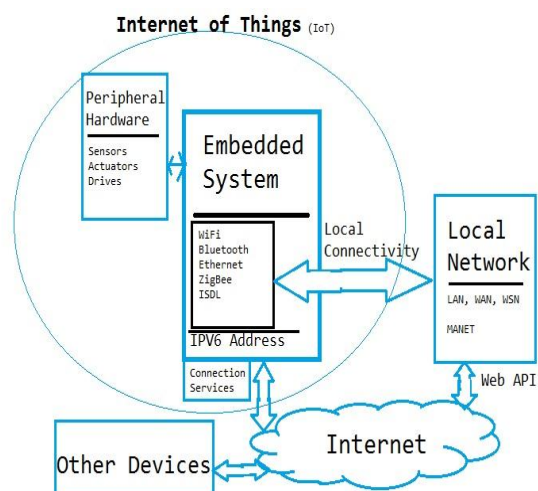 Internet of Things (IoT)
Peripheral
Hardware
Sensors
Actuators
Drives
Embedded
System
WiFi
Bluetooth
Ethernet
ZigBee
ISDL
IPV6 Address
Connection
Services
Local
Connectivity
Local
Network
LAN, WAN, WSN
MANET
Web API
Internet
Other Devices